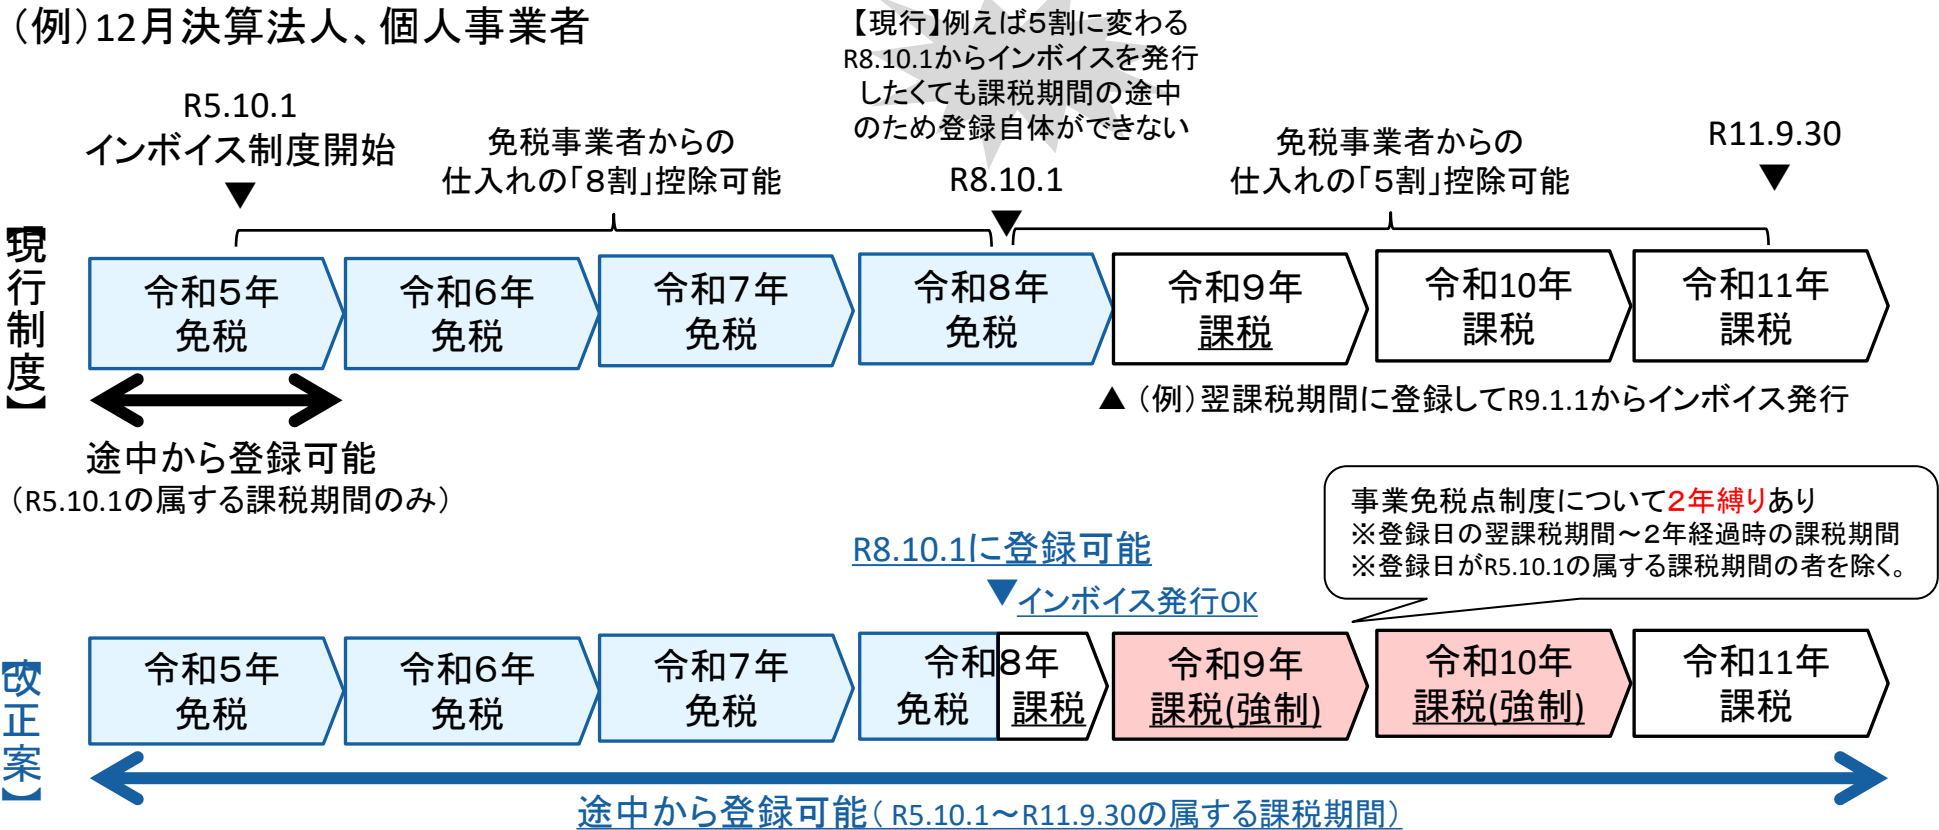 （例）12月決算法人、個人事業者
【現行】例えば５割に変わる
R8.10.1からインボイスを発行
したくても課税期間の途中
のため登録自体ができない
R5.10.1
インボイス制度開始
▼
免税事業者からの
仕入れの「８割」控除可能
R8.10.1
▼
免税事業者からの
仕入れの「５割」控除可能
R11.9.30
▼
【現行制度】
令和５年
免税
令和６年
免税
令和７年
免税
令和８年
免税
令和９年
課税
令和10年
課税
令和11年
課税
▲（例）翌課税期間に登録してR9.1.1からインボイス発行
途中から登録可能
（R5.10.1の属する課税期間のみ）
事業免税点制度について２年縛りあり
※登録日の翌課税期間～２年経過時の課税期間
※登録日がR5.10.1の属する課税期間の者を除く。
R8.10.1に登録可能
▼インボイス発行OK
【改正案】
令和５年
免税
令和６年
免税
令和７年
免税
令和８年
免税 課税
令和９年
課税(強制)
令和10年
課税(強制)
令和11年
課税
途中から登録可能（R5.10.1～R11.9.30の属する課税期間）